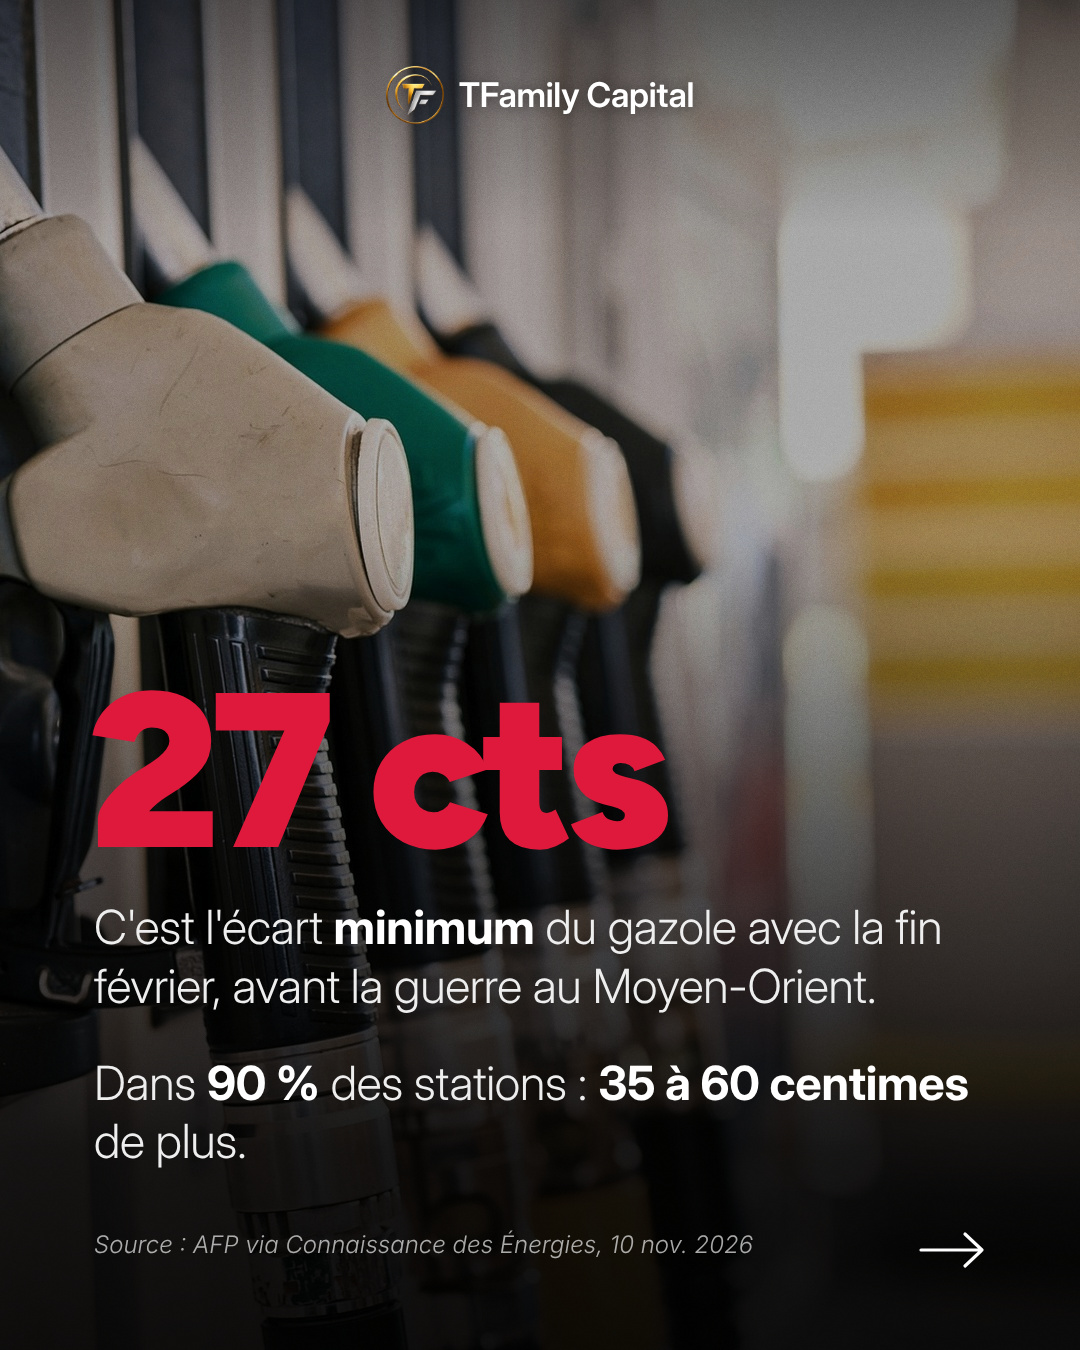 TFamily Capital
27 cts
C'est l'écart minimum du gazole avec la fin
février, avant la guerre au Moyen-Orient.
Dans 90 % des stations : 35 à 60 centimes
de plus.
Source : AFP via Connaissance des Énergies, 10 nov. 2026